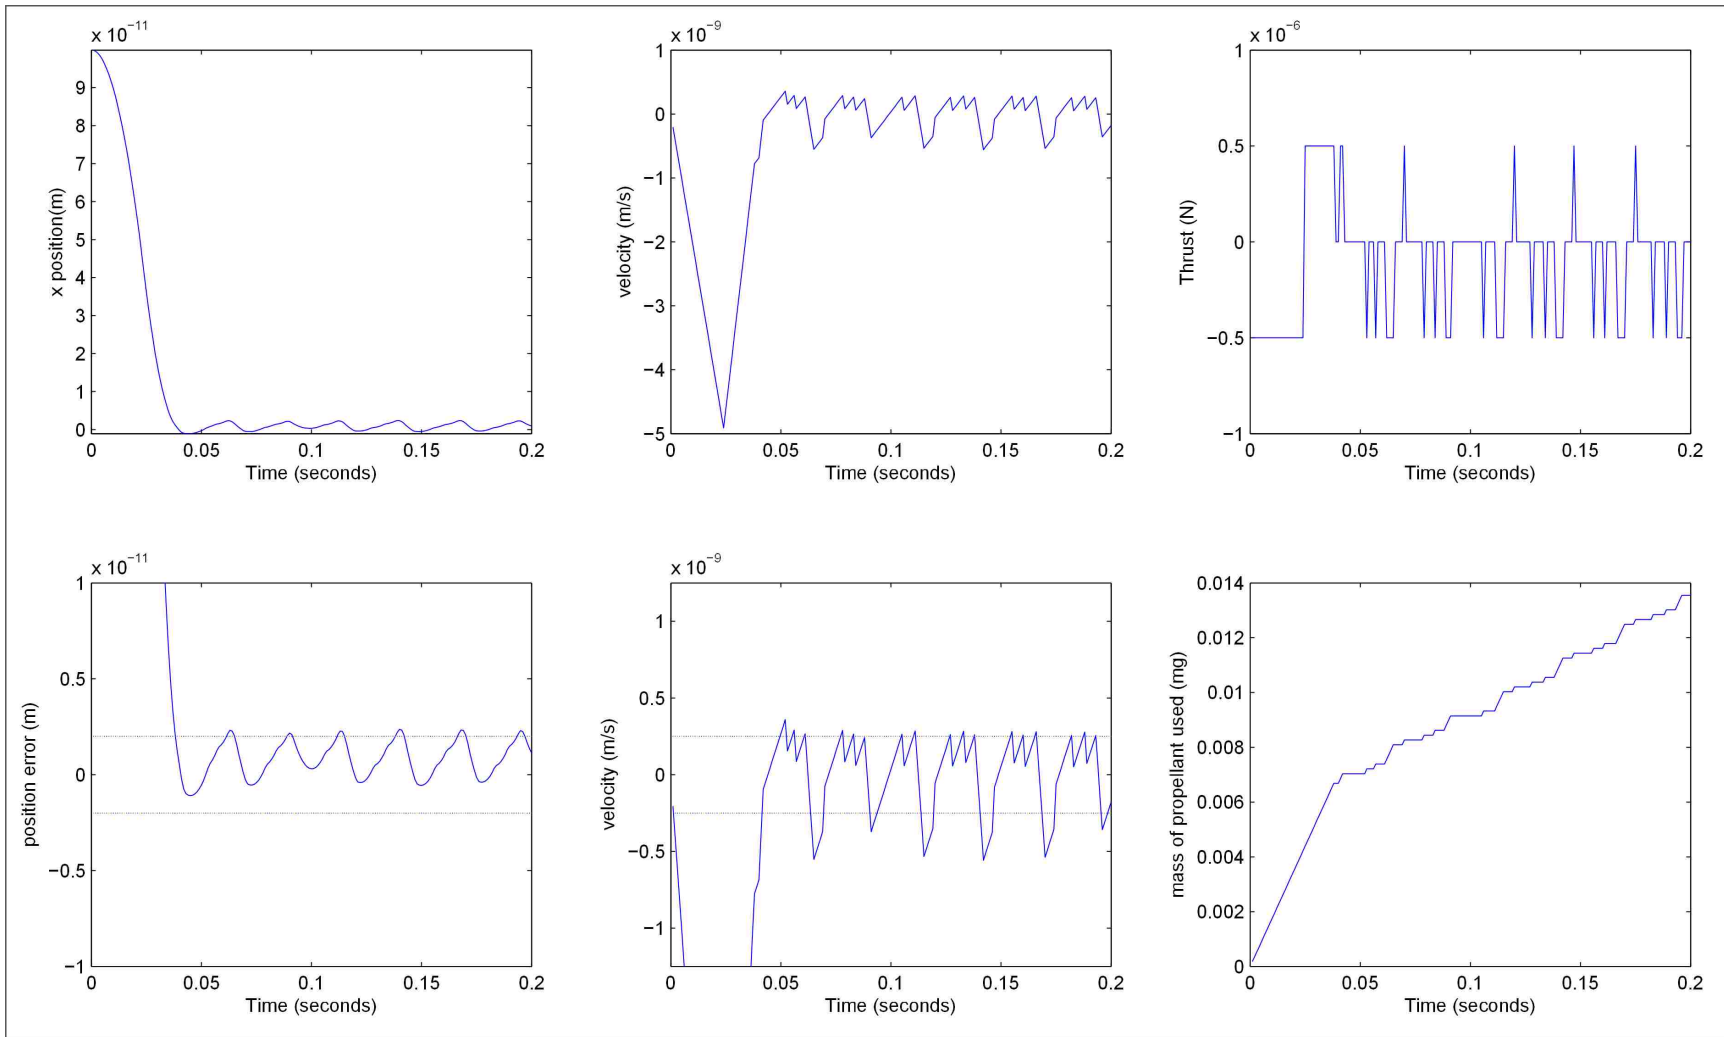 x 10⁻¹¹
x position(m)
9
8
7
6
5
4
3
2
1
0
0 0.05 0.1 0.15 0.2
Time (seconds)
x 10⁻⁹
velocity (m/s)
1
0
−1
−2
−3
−4
−5
0 0.05 0.1 0.15 0.2
Time (seconds)
x 10⁻⁶
Thrust (N)
1
0.5
0
−0.5
−1
0 0.05 0.1 0.15 0.2
Time (seconds)
x 10⁻¹¹
position error (m)
1
0.5
0
−0.5
−1
0 0.05 0.1 0.15 0.2
Time (seconds)
x 10⁻⁹
velocity (m/s)
1
0.5
0
−0.5
−1
0 0.05 0.1 0.15 0.2
Time (seconds)
mass of propellant used (mg)
0.014
0.012
0.01
0.008
0.006
0.004
0.002
0
0 0.05 0.1 0.15 0.2
Time (seconds)